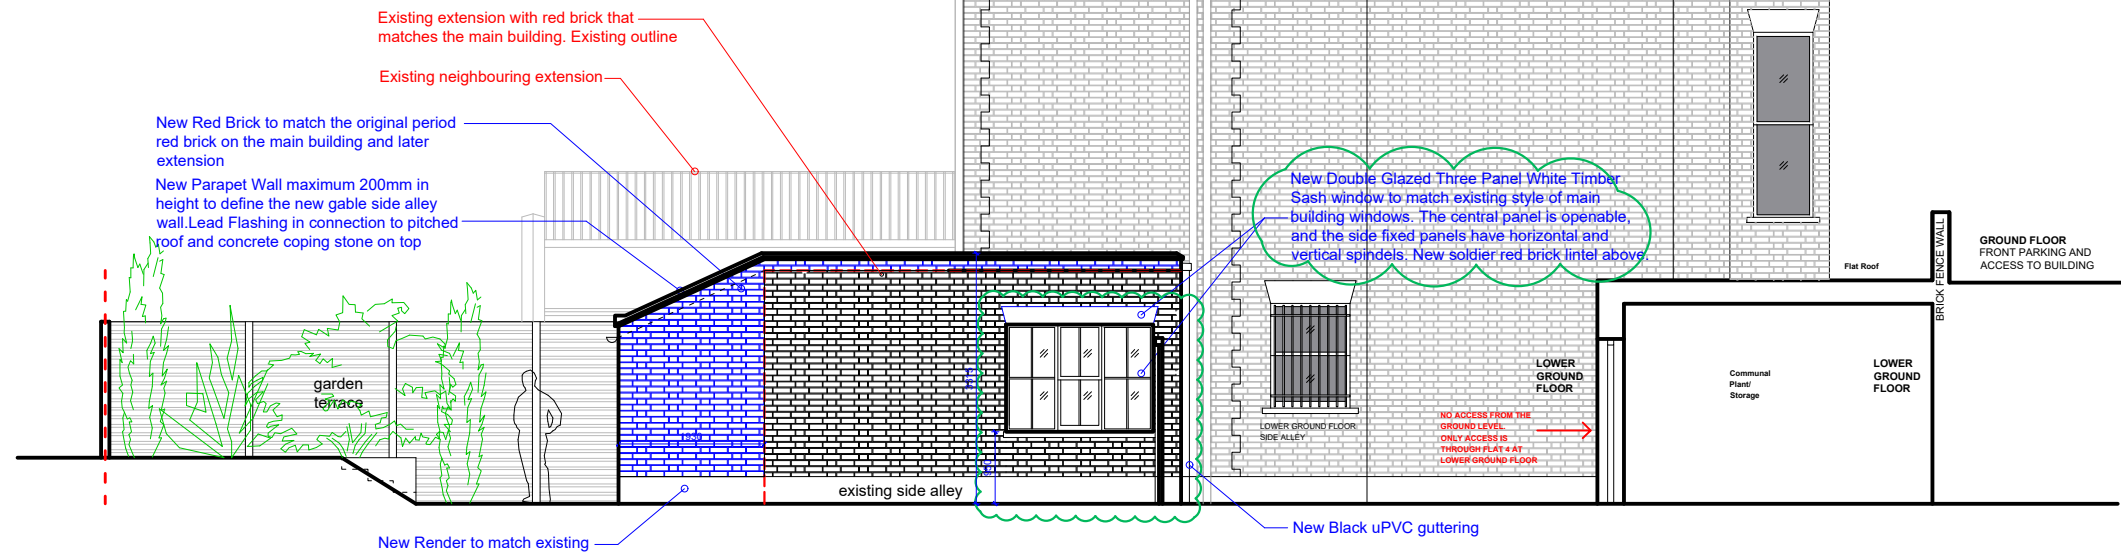 Existing extension with red brick that
matches the main building. Existing outline
Existing neighbouring extension
New Red Brick to match the original period
red brick on the main building and later
extension
New Parapet Wall maximum 200mm in
height to define the new gable side alley
wall.Lead Flashing in connection to pitched
roof and concrete coping stone on top
New Double Glazed Three Panel White Timber
Sash window to match existing style of main
building windows. The central panel is openable,
and the side fixed panels have horizontal and
vertical spindels. New soldier red brick lintel above.
Flat Roof
BRICK FENCE WALL
GROUND FLOOR
FRONT PARKING AND
ACCESS TO BUILDING
garden
terrace
LOWER
GROUND
FLOOR
Communal
Plant/
Storage
LOWER
GROUND
FLOOR
LOWER GROUND FLOOR
SIDE ALLEY
NO ACCESS FROM THE
GROUND LEVEL.
ONLY ACCESS IS
THROUGH FLAT 4 AT
LOWER GROUND FLOOR
existing side alley
New Render to match existing
New Black uPVC guttering